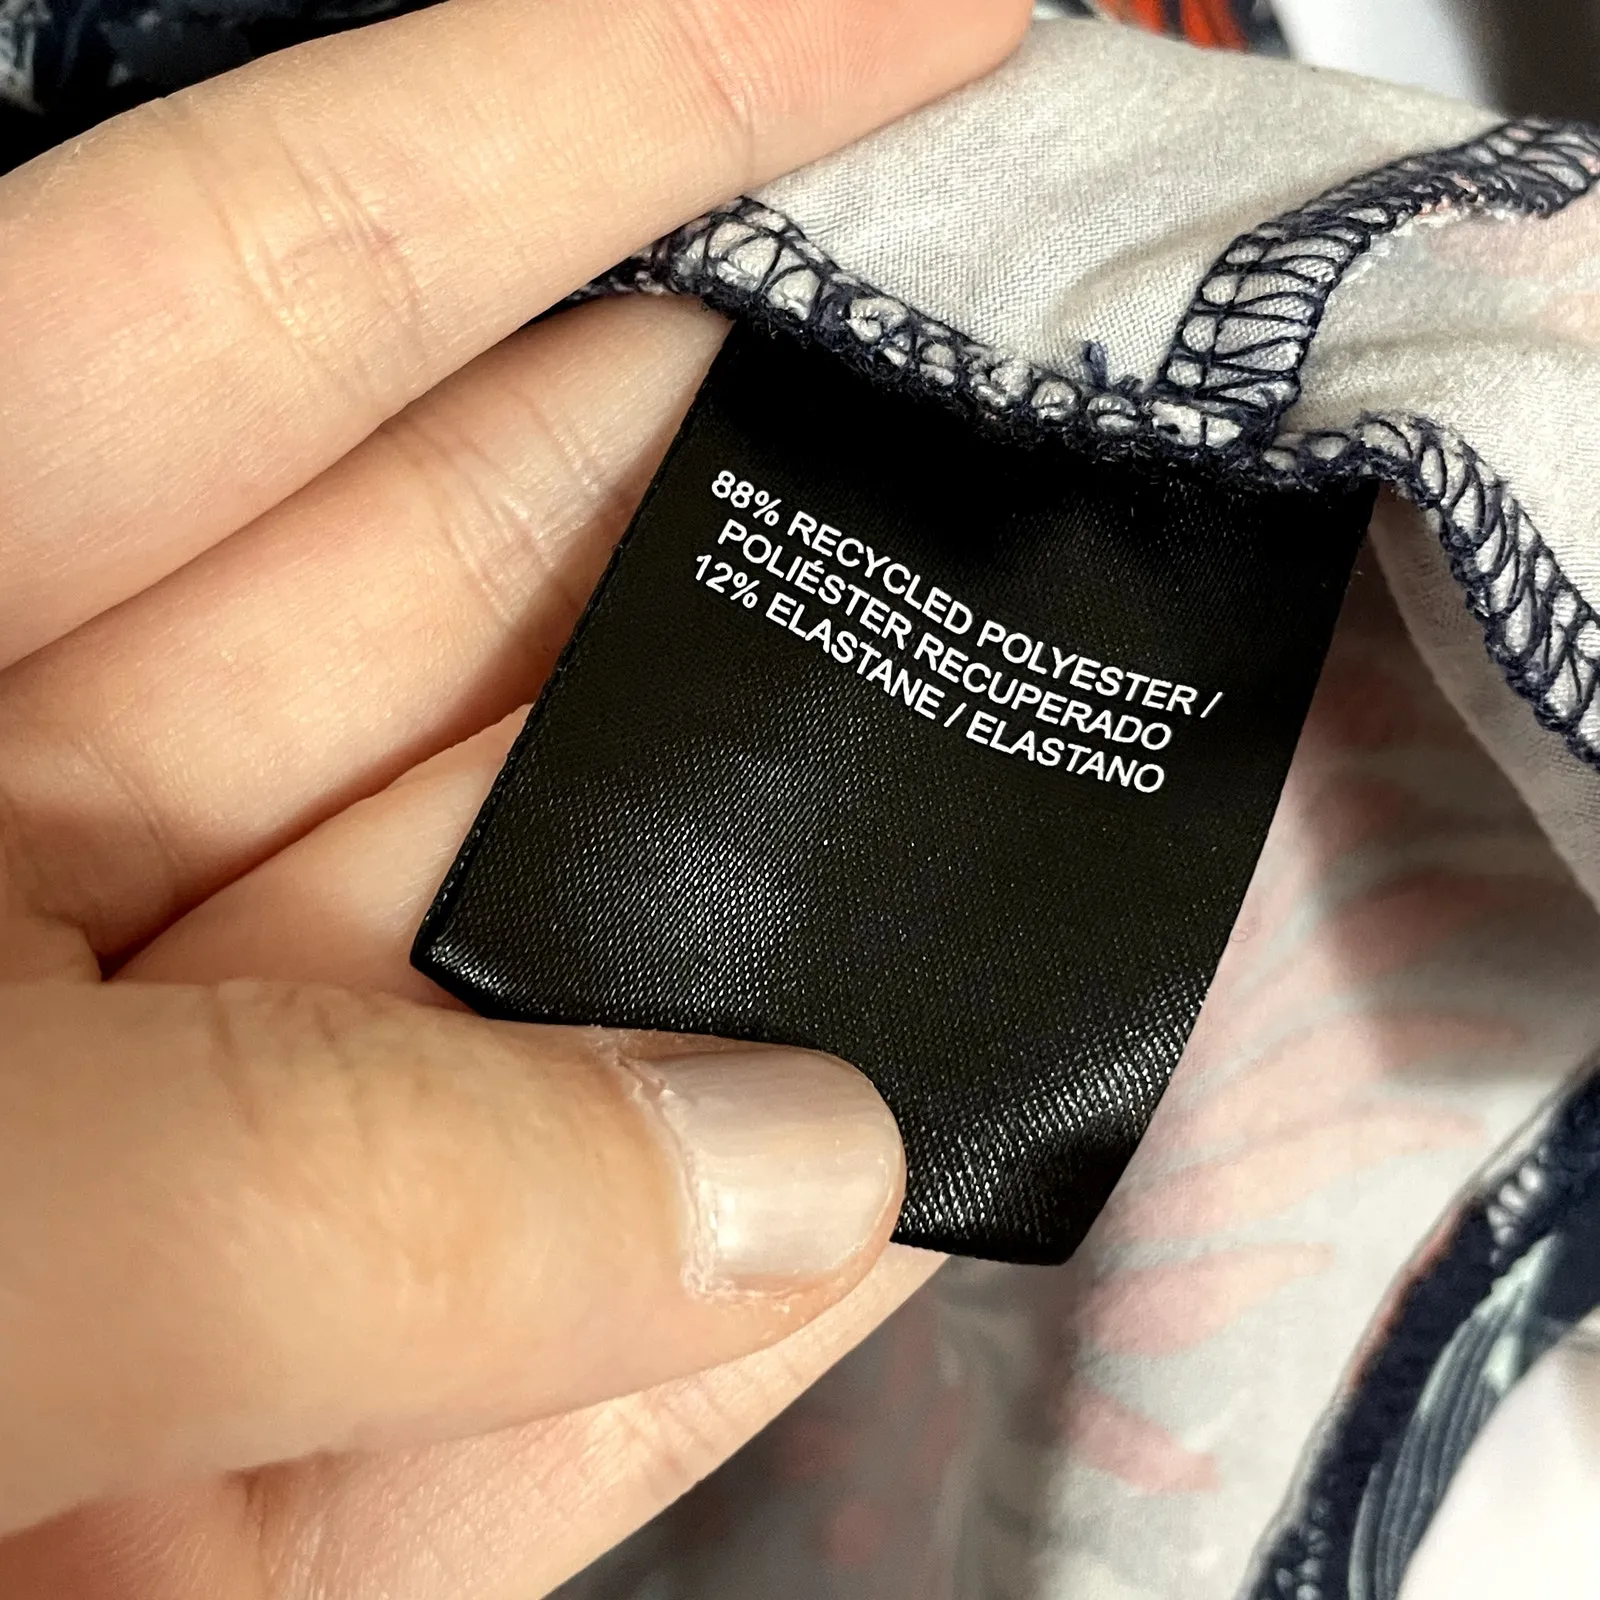 88% RECYCLED POLYESTER /
POLIÉSTER RECUPERADO
12% ELASTANE / ELASTANO